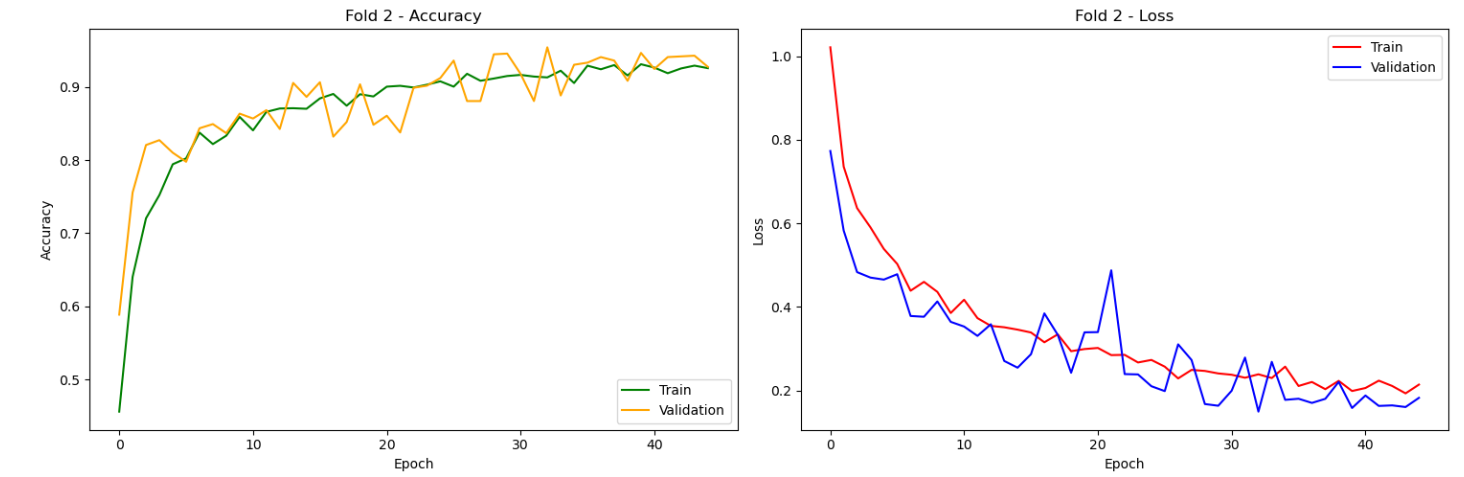 Fold 2 - Accuracy
Accuracy
0.9
0.8
0.7
0.6
0.5
0
10
20
30
40
Epoch
Train
Validation
Fold 2 - Loss
Loss
1.0
0.8
0.6
0.4
0.2
0
10
20
30
40
Epoch
Train
Validation